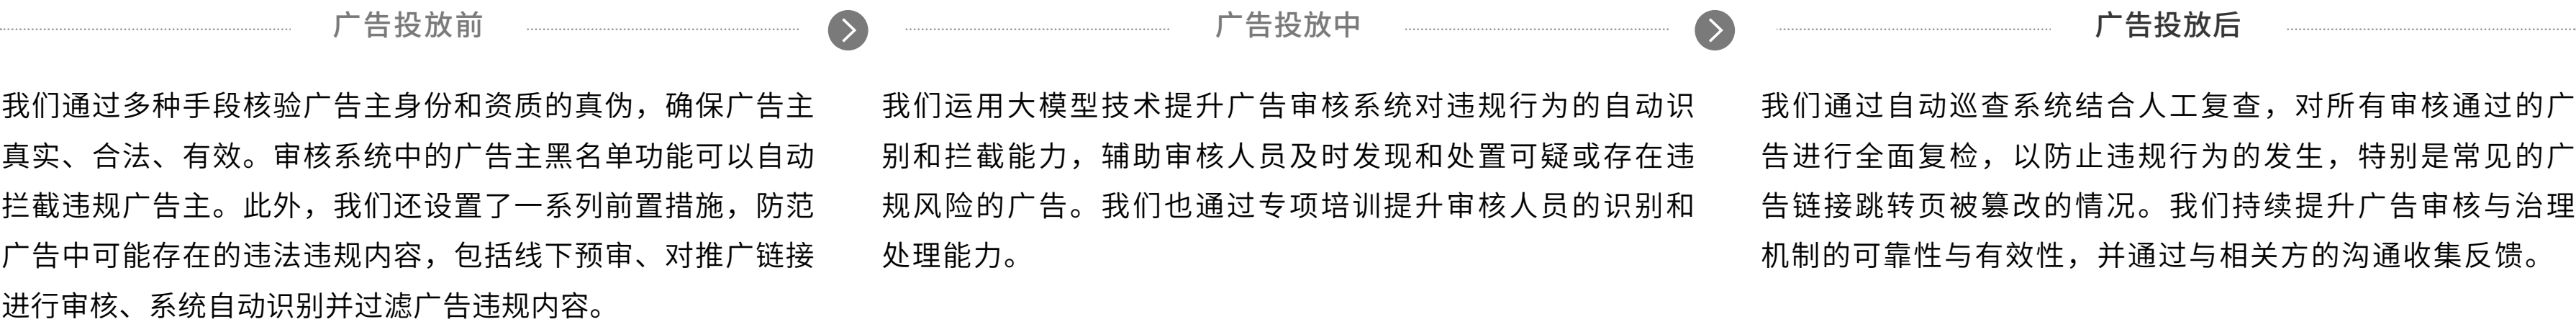 广告投放前
我们通过多种手段核验广告主身份和资质的真伪，确保广告主
真实、合法、有效。审核系统中的广告主黑名单功能可以自动
拦截违规广告主。此外，我们还设置了一系列前置措施，防范
广告中可能存在的违法违规内容，包括线下预审、对推广链接
进行审核、系统自动识别并过滤广告违规内容。
广告投放中
我们运用大模型技术提升广告审核系统对违规行为的自动识
别和拦截能力，辅助审核人员及时发现和处置可疑或存在违
规风险的广告。我们也通过专项培训提升审核人员的识别和
处理能力。
广告投放后
我们通过自动巡查系统结合人工复查，对所有审核通过的广
告进行全面复检，以防止违规行为的发生，特别是常见的广
告链接跳转页被篡改的情况。我们持续提升广告审核与治理
机制的可靠性与有效性，并通过与相关方的沟通收集反馈。